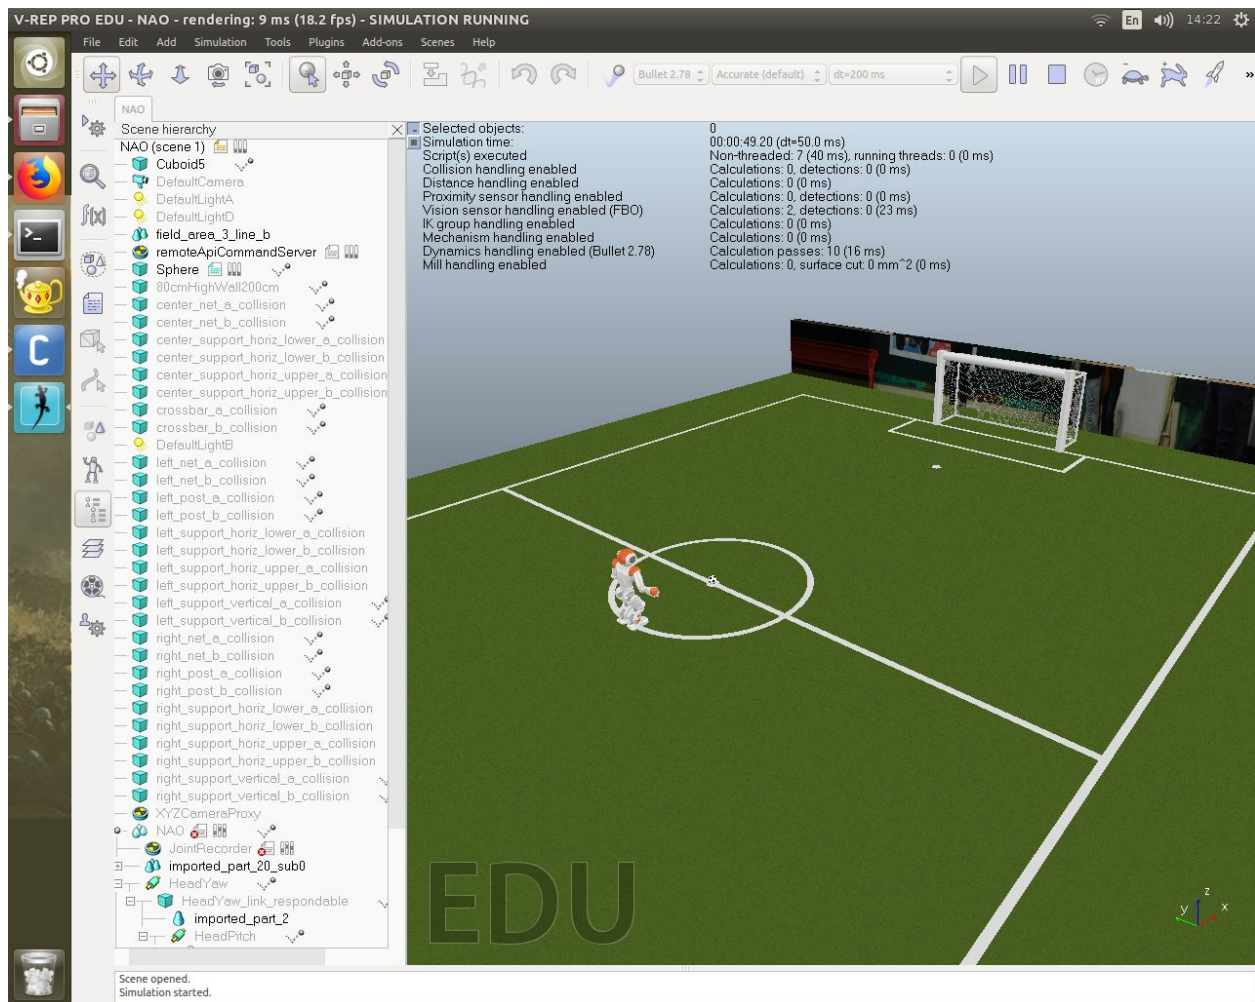 V-REP PRO EDU - NAO - rendering: 9 ms (18.2 fps) - SIMULATION RUNNING
En
14:22
File Edit Add Simulation Tools Plugins Add-ons Scenes Help
Bullet 2.78 Accurate (default) dt=200 ms
»
NAO
Scene hierarchy
NAO (scene 1)
Cuboid5
DefaultCamera
DefaultLightA
DefaultLightD
field_area_3_line_b
remoteApiCommandServer
Sphere
80cmHighWall200cm
center_net_a_collision
center_net_b_collision
center_support_horiz_lower_a_collision
center_support_horiz_lower_b_collision
center_support_horiz_upper_a_collision
center_support_horiz_upper_b_collision
crossbar_a_collision
crossbar_b_collision
DefaultLightB
left_net_a_collision
left_net_b_collision
left_post_a_collision
left_post_b_collision
left_support_horiz_lower_a_collision
left_support_horiz_lower_b_collision
left_support_horiz_upper_a_collision
left_support_horiz_upper_b_collision
left_support_vertical_a_collision
left_support_vertical_b_collision
right_net_a_collision
right_net_b_collision
right_post_a_collision
right_post_b_collision
right_support_horiz_lower_a_collision
right_support_horiz_lower_b_collision
right_support_horiz_upper_a_collision
right_support_horiz_upper_b_collision
right_support_vertical_a_collision
right_support_vertical_b_collision
XYZCameraProxy
NAO
JointRecorder
imported_part_20_sub0
HeadYaw
HeadYaw_link_respondable
imported_part_2
HeadPitch
Selected objects: 0
Simulation time: 00:00:49.20 (dt=50.0 ms)
Script(s) executed Non-threaded: 7 (40 ms), running threads: 0 (0 ms)
Collision handling enabled Calculations: 0, detections: 0 (0 ms)
Distance handling enabled Calculations: 0 (0 ms)
Proximity sensor handling enabled Calculations: 0, detections: 0 (0 ms)
Vision sensor handling enabled (FBO) Calculations: 2, detections: 0 (23 ms)
IK group handling enabled Calculations: 0 (0 ms)
Mechanism handling enabled Calculations: 0 (0 ms)
Dynamics handling enabled (Bullet 2.78) Calculation passes: 10 (16 ms)
Mill handling enabled Calculations: 0, surface cut: 0 mm^2 (0 ms)
EDU
z
y x
f(x)
C
Scene opened.
Simulation started.